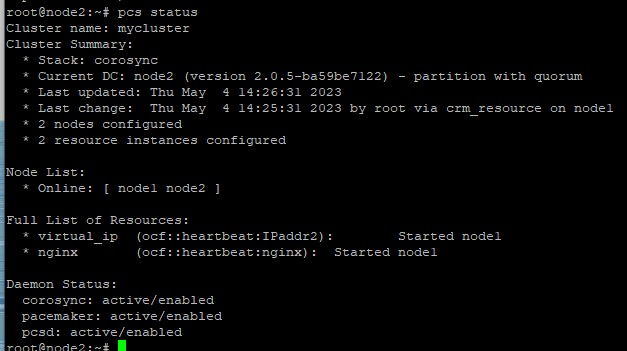 root@node2:~# pcs status
Cluster name: mycluster
Cluster Summary:
  * Stack: corosync
  * Current DC: node2 (version 2.0.5-ba59be7122) - partition with quorum
  * Last updated: Thu May  4 14:26:31 2023
  * Last change:  Thu May  4 14:25:31 2023 by root via crm_resource on node1
  * 2 nodes configured
  * 2 resource instances configured

Node List:
  * Online: [ node1 node2 ]

Full List of Resources:
  * virtual_ip  (ocf::heartbeat:IPaddr2):        Started node1
  * nginx       (ocf::heartbeat:nginx):  Started node1

Daemon Status:
  corosync: active/enabled
  pacemaker: active/enabled
  pcsd: active/enabled
root@node2:~#